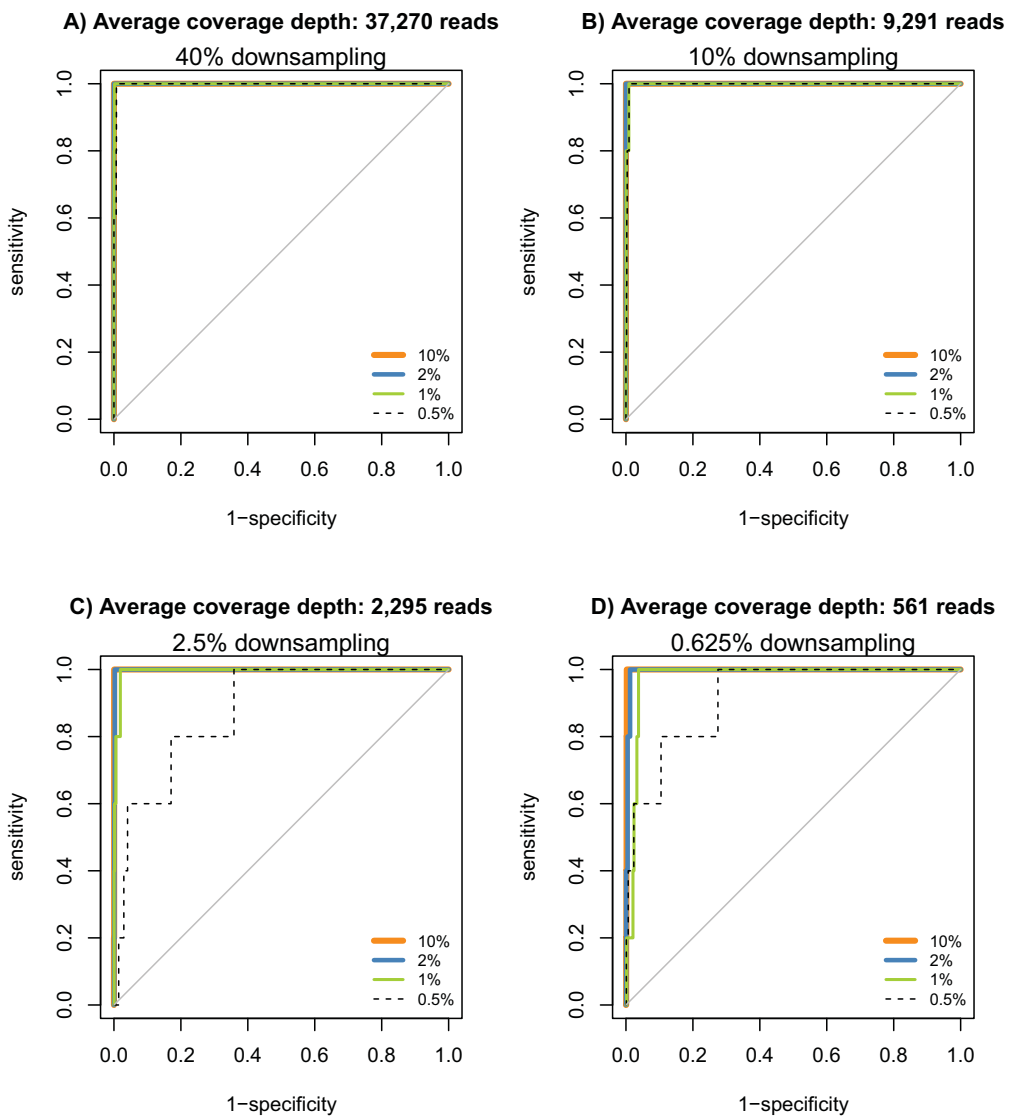 A) Average coverage depth: 37,270 reads
40% downsampling
1.0
0.8
0.6
0.4
0.2
0.0
sensitivity
10%
2%
1%
0.5%
0.0 0.2 0.4 0.6 0.8 1.0
1−specificity
B) Average coverage depth: 9,291 reads
10% downsampling
1.0
0.8
0.6
0.4
0.2
0.0
sensitivity
10%
2%
1%
0.5%
0.0 0.2 0.4 0.6 0.8 1.0
1−specificity
C) Average coverage depth: 2,295 reads
2.5% downsampling
1.0
0.8
0.6
0.4
0.2
0.0
sensitivity
10%
2%
1%
0.5%
0.0 0.2 0.4 0.6 0.8 1.0
1−specificity
D) Average coverage depth: 561 reads
0.625% downsampling
1.0
0.8
0.6
0.4
0.2
0.0
sensitivity
10%
2%
1%
0.5%
0.0 0.2 0.4 0.6 0.8 1.0
1−specificity